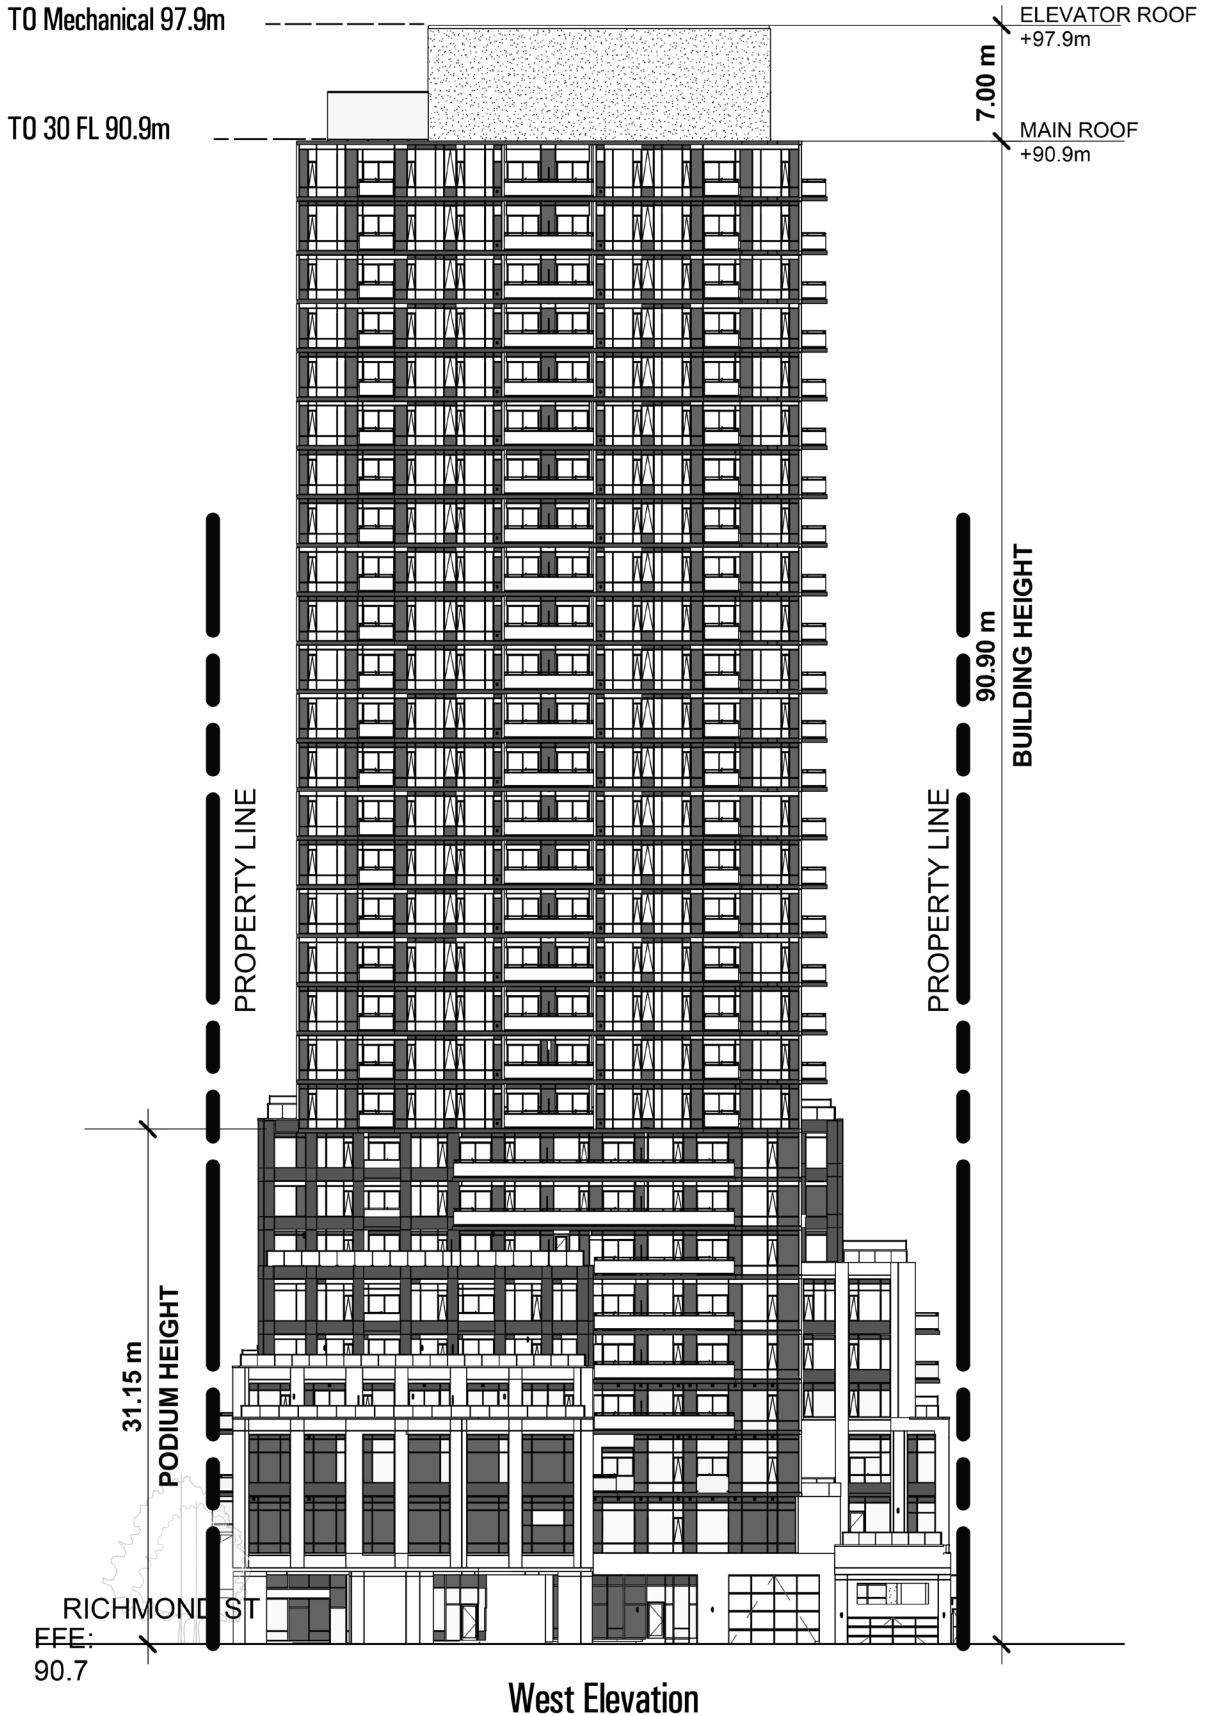 TO Mechanical 97.9m
ELEVATOR ROOF
+97.9m
7.00 m
TO 30 FL 90.9m
MAIN ROOF
+90.9m
90.90 m
BUILDING HEIGHT
PROPERTY LINE
PROPERTY LINE
31.15 m
PODIUM HEIGHT
RICHMOND ST
FFE:
90.7
West Elevation